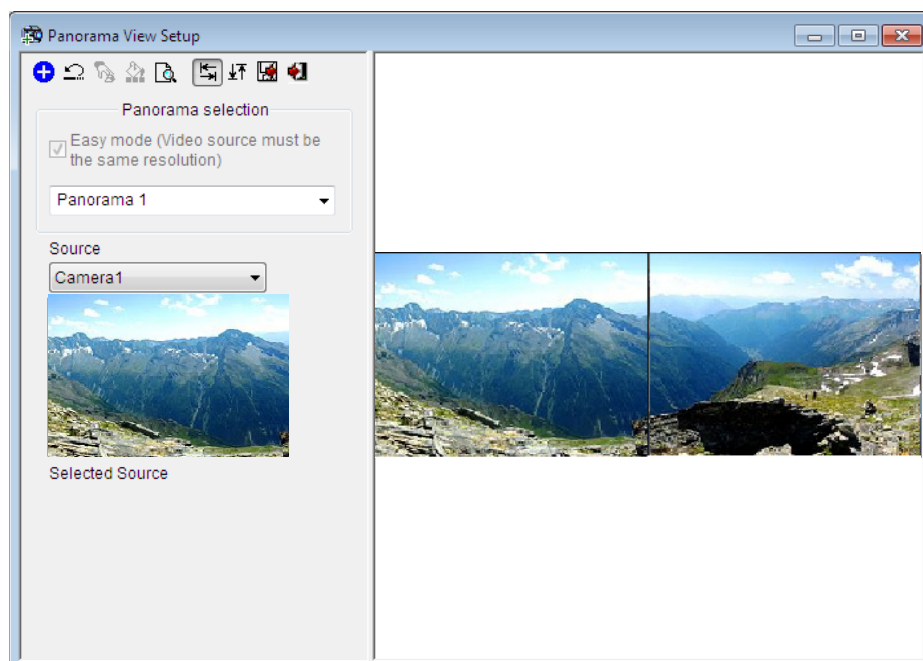 Panorama View Setup
Panorama selection
Easy mode (Video source must be
the same resolution)
Panorama 1
Source
Camera1
Selected Source